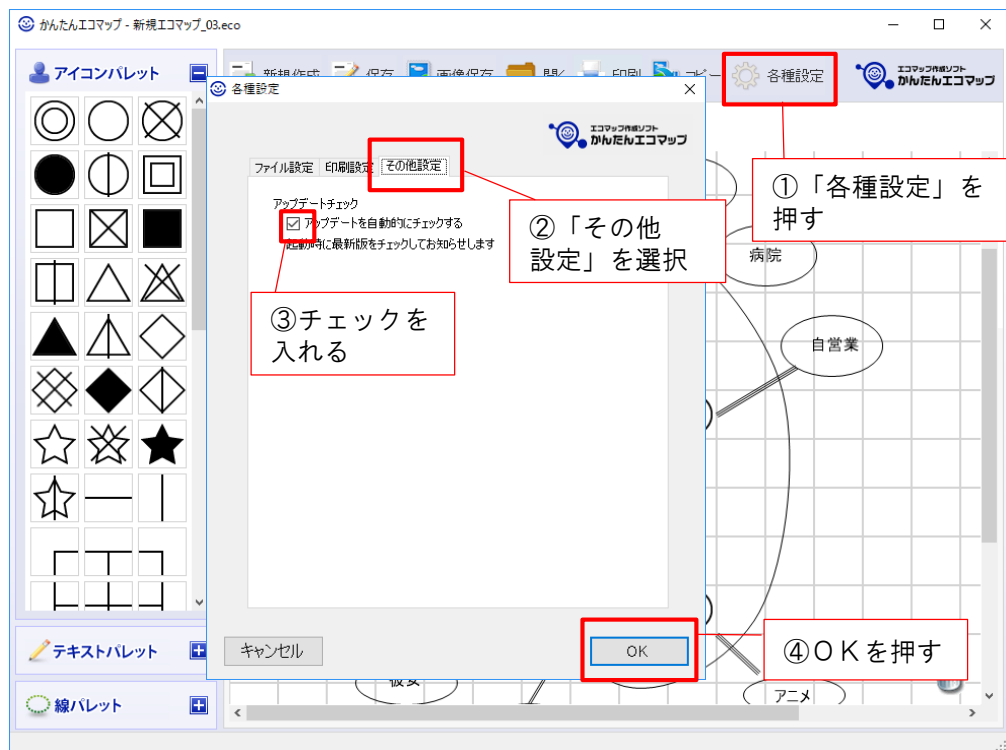 かんたんエコマップ - 新規エコマップ_03.eco
アイコンパレット
新規作成
保存
画像保存
開く
印刷
コピー
各種設定
エコマップ作成ソフト
かんたんエコマップ
各種設定
エコマップ作成ソフト
かんたんエコマップ
ファイル設定
印刷設定
その他設定
アップデートチェック
アップデートを自動的にチェックする
起動時に最新版をチェックしてお知らせします
①「各種設定」を
押す
②「その他
設定」を選択
③チェックを
入れる
病院
自営業
キャンセル
OK
④ＯＫを押す
テキストパレット
線パレット
彼女
アニメ